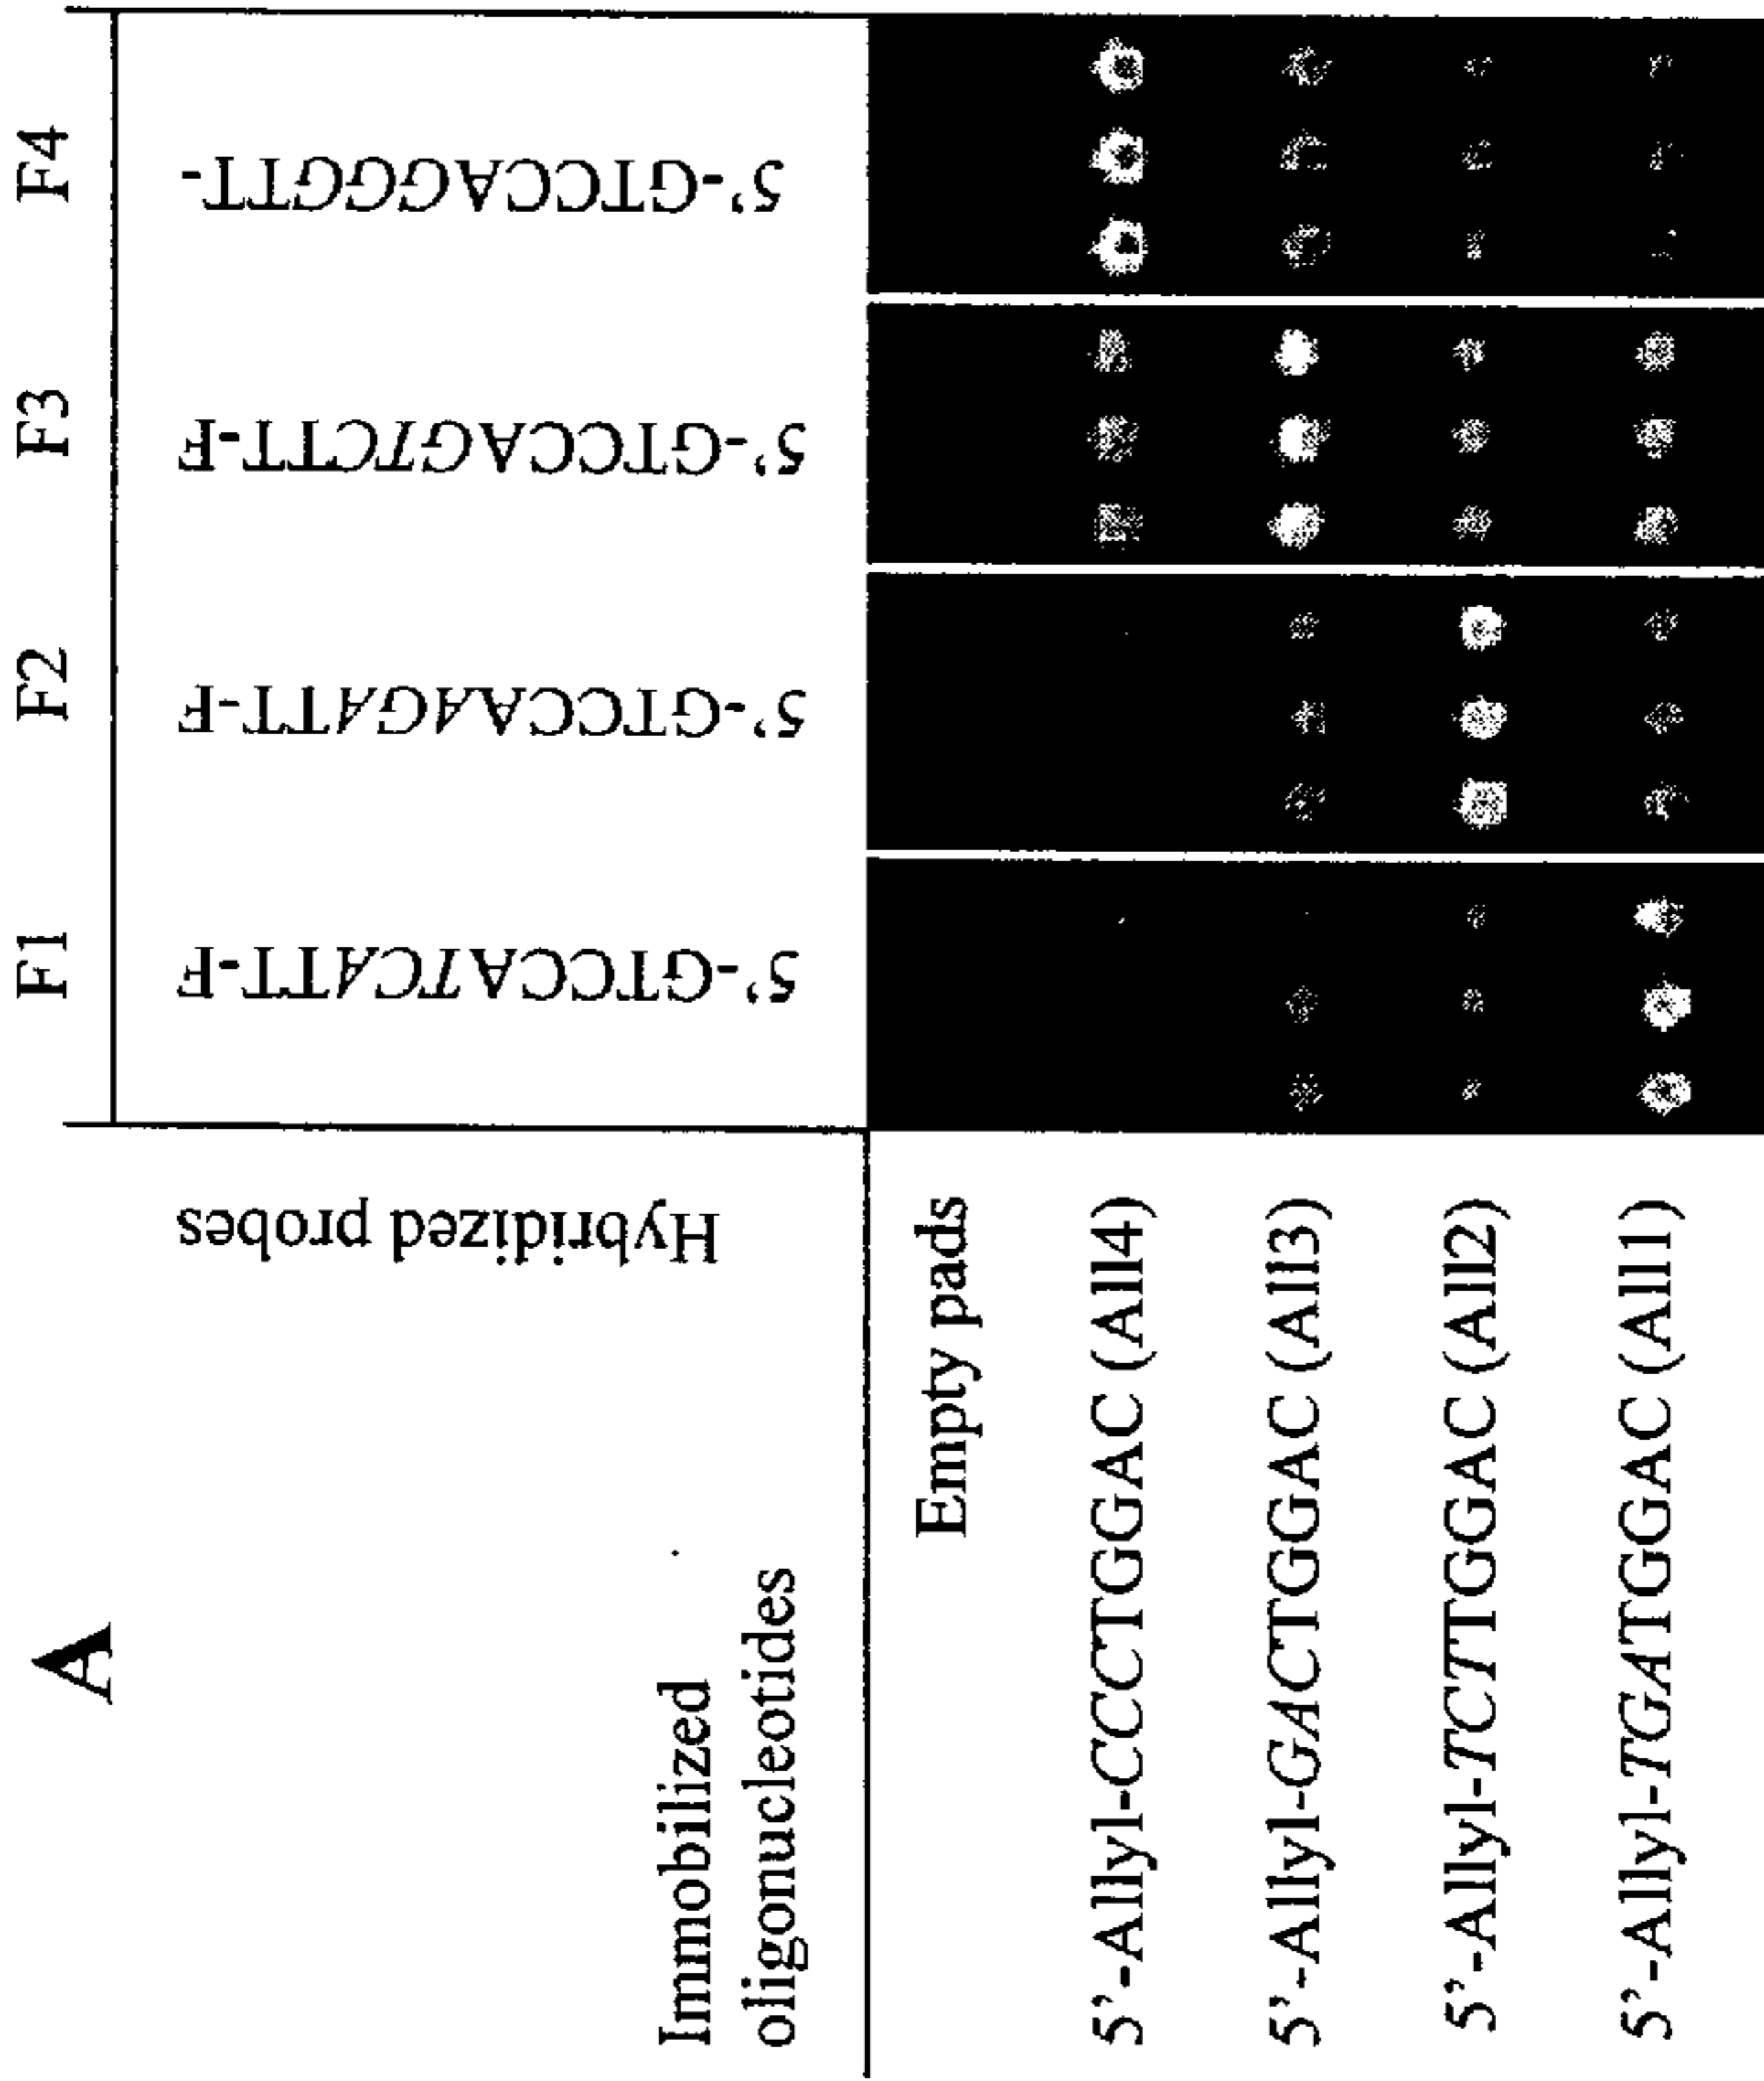 A
F1
F2
F3
F4
Hybridized probes
5'-GTCCATCATT-F
5'-GTCCAAGATT-F
5'-GTCCAGTCTT-F
5'-GTCCAGGGTT-
Immobilized
oligonucleotides
Empty pads
5'-Allyl-CCCTGGAC (All4)
5'-Allyl-GACTGGAC (All3)
5'-Allyl-TCTTGGAC (All2)
5'-Allyl-TGATGGAC (All1)